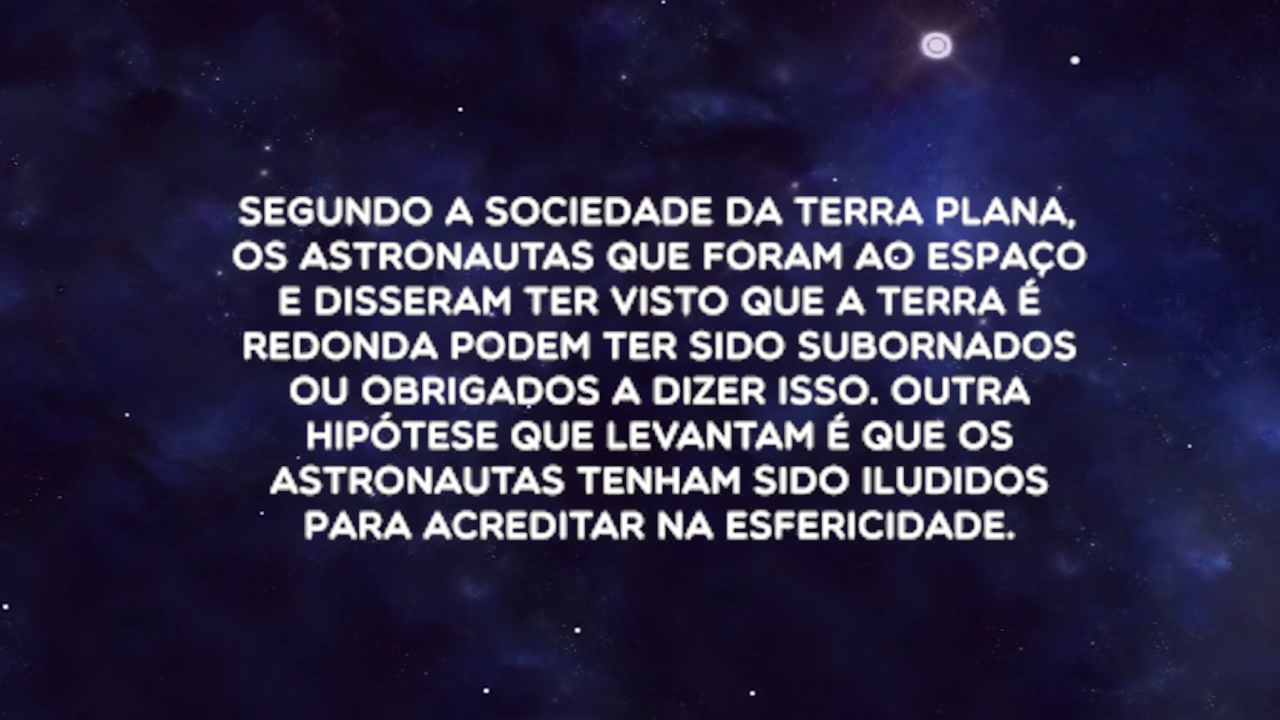 SEGUNDO A SOCIEDADE DA TERRA PLANA,
OS ASTRONAUTAS QUE FORAM AO ESPAÇO
E DISSERAM TER VISTO QUE A TERRA É
REDONDA PODEM TER SIDO SUBORNADOS
OU OBRIGADOS A DIZER ISSO. OUTRA
HIPÓTESE QUE LEVANTAM É QUE OS
ASTRONAUTAS TENHAM SIDO ILUDIDOS
PARA ACREDITAR NA ESFERICIDADE.